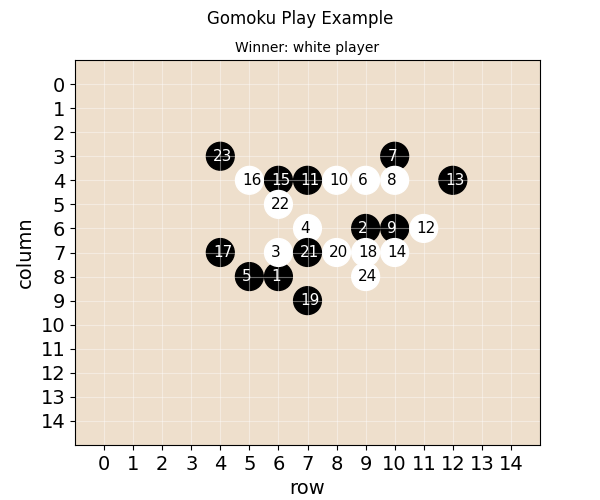 Gomoku Play Example
Winner: white player
0
1
2
3 23 7
4 16 15 11 10 6 8 13
5 22
6 4 2 9 12
7 17 3 21 20 18 14
8 5 1 24
9 19
10
11
12
13
14
column
0 1 2 3 4 5 6 7 8 9 10 11 12 13 14
row